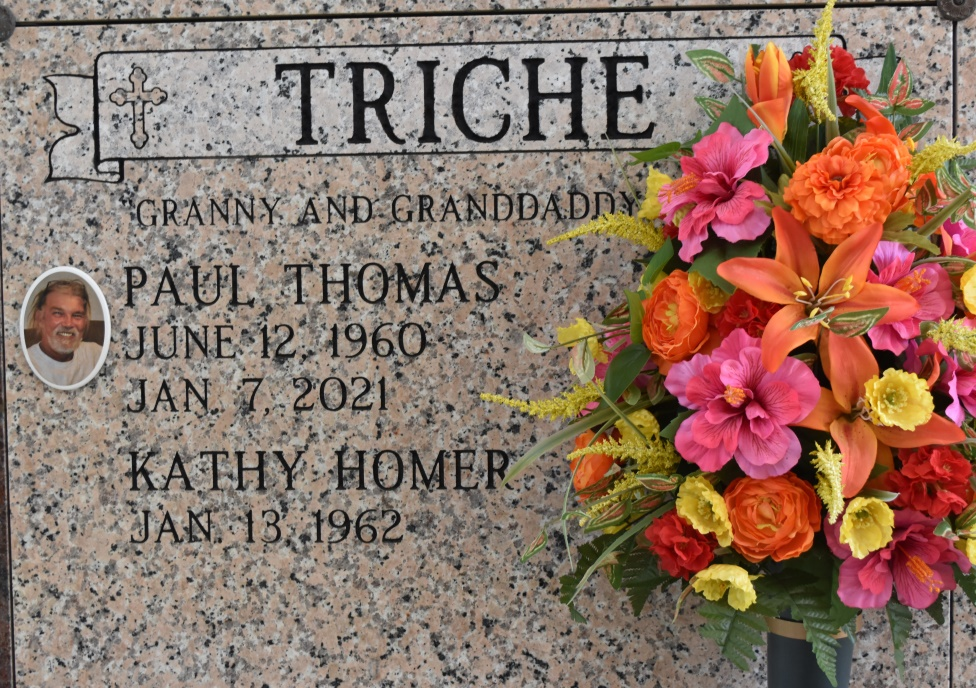 TRICHE
"GRANNY AND GRANDDADDY
PAUL THOMAS
JUNE 12, 1960
JAN. 7, 2021
KATHY HOMER
JAN. 13, 1962